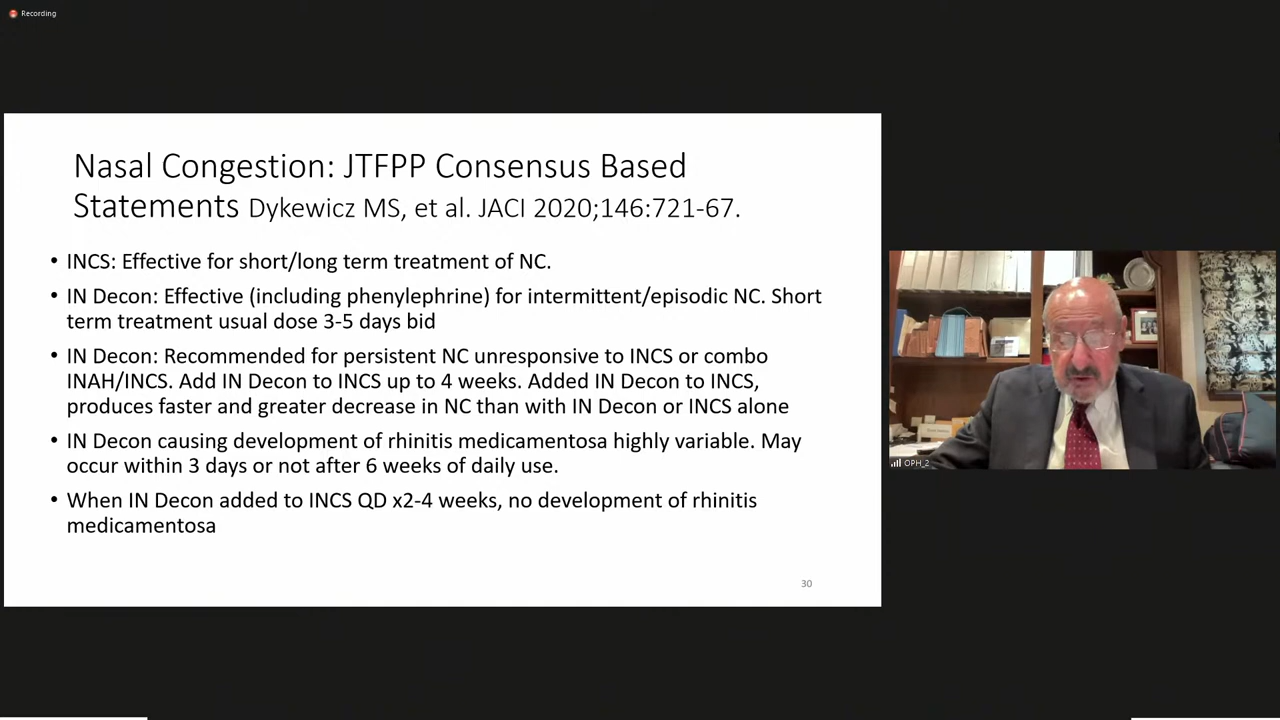 Recording
Nasal Congestion: JTFPP Consensus Based
Statements Dykewicz MS, et al. JACI 2020;146:721-67.
• INCS: Effective for short/long term treatment of NC.
• IN Decon: Effective (including phenylephrine) for intermittent/episodic NC. Short
term treatment usual dose 3-5 days bid
• IN Decon: Recommended for persistent NC unresponsive to INCS or combo
INAH/INCS. Add IN Decon to INCS up to 4 weeks. Added IN Decon to INCS,
produces faster and greater decrease in NC than with IN Decon or INCS alone
• IN Decon causing development of rhinitis medicamentosa highly variable. May
occur within 3 days or not after 6 weeks of daily use.
• When IN Decon added to INCS QD x2-4 weeks, no development of rhinitis
medicamentosa
30
OPH_2